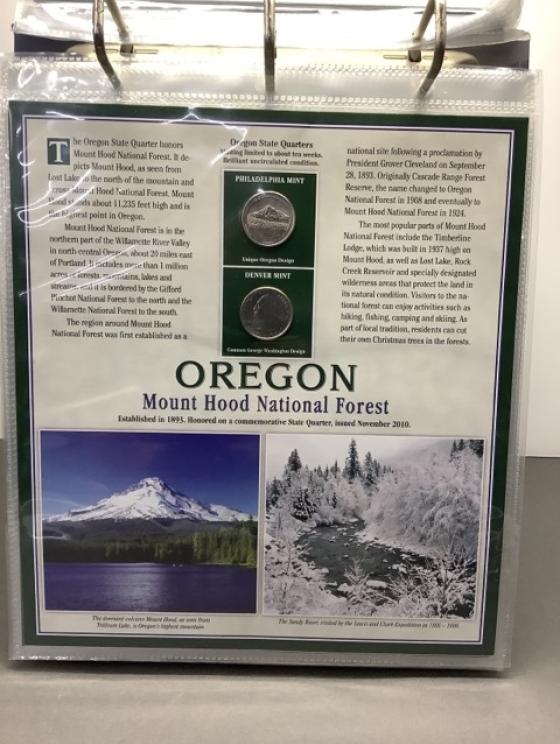 The Oregon State Quarter honors
Mount Hood National Forest. It de-
picts Mount Hood, as seen from
Lost Lake to the north of the mountain and
across Mount Hood National Forest. Mount
Hood stands about 11,235 feet high and is
the highest point in Oregon.
Mount Hood National Forest is in the
northern part of the Willamette River Valley
in north-central Oregon, about 20 miles east
of Portland. It includes more than 1 million
acres of forests, mountains, lakes and
streams, and it is bordered by the Gifford
Pinchot National Forest to the north and the
Willamette National Forest to the south.
The region around Mount Hood
National Forest was first established as a
Oregon State Quarters
Minting limited to about ten weeks.
Brilliant uncirculated condition.
PHILADELPHIA MINT
Unique Oregon Design
DENVER MINT
Common George Washington Design
national site following a proclamation by
President Grover Cleveland on September
28, 1893. Originally Cascade Range Forest
Reserve, the name changed to Oregon
National Forest in 1908 and eventually to
Mount Hood National Forest in 1924.
The most popular parts of Mount Hood
National Forest include the Timberline
Lodge, which was built in 1937 high on
Mount Hood, as well as Lost Lake, Rock
Creek Reservoir and specially designated
wilderness areas that protect the land in
its natural condition. Visitors to the na-
tional forest can enjoy activities such as
hiking, fishing, camping and skiing. As
part of local tradition, residents can cut
their own Christmas trees in the forests.
OREGON
Mount Hood National Forest
Established in 1893. Honored on a commemorative State Quarter, issued November 2010.
The dormant volcano Mount Hood, as seen from
Trillium Lake, is Oregon's highest mountain
The Sandy River, visited by the Lewis and Clark Expedition in 1805 – 1806